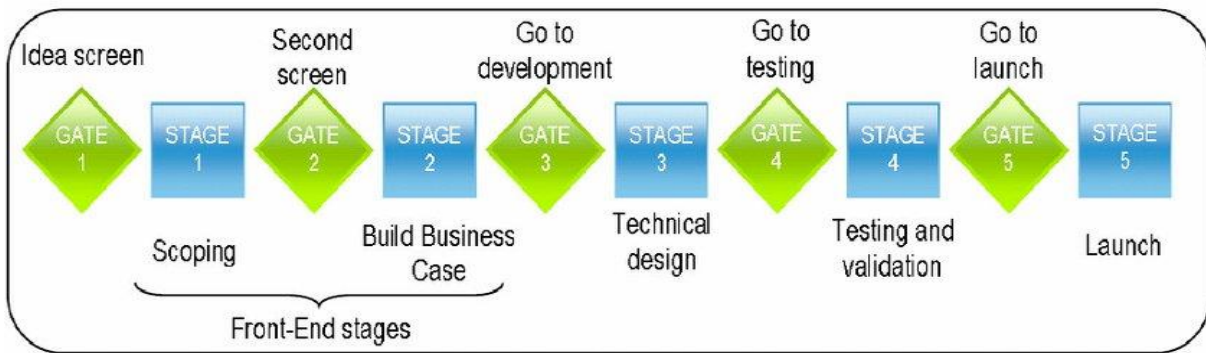 Idea screen
Second
screen
Go to
development
Go to
testing
Go to
launch
GATE
1
STAGE
1
GATE
2
STAGE
2
GATE
3
STAGE
3
GATE
4
STAGE
4
GATE
5
STAGE
5
Scoping
Build Business
Case
Technical
design
Testing and
validation
Launch
Front-End stages